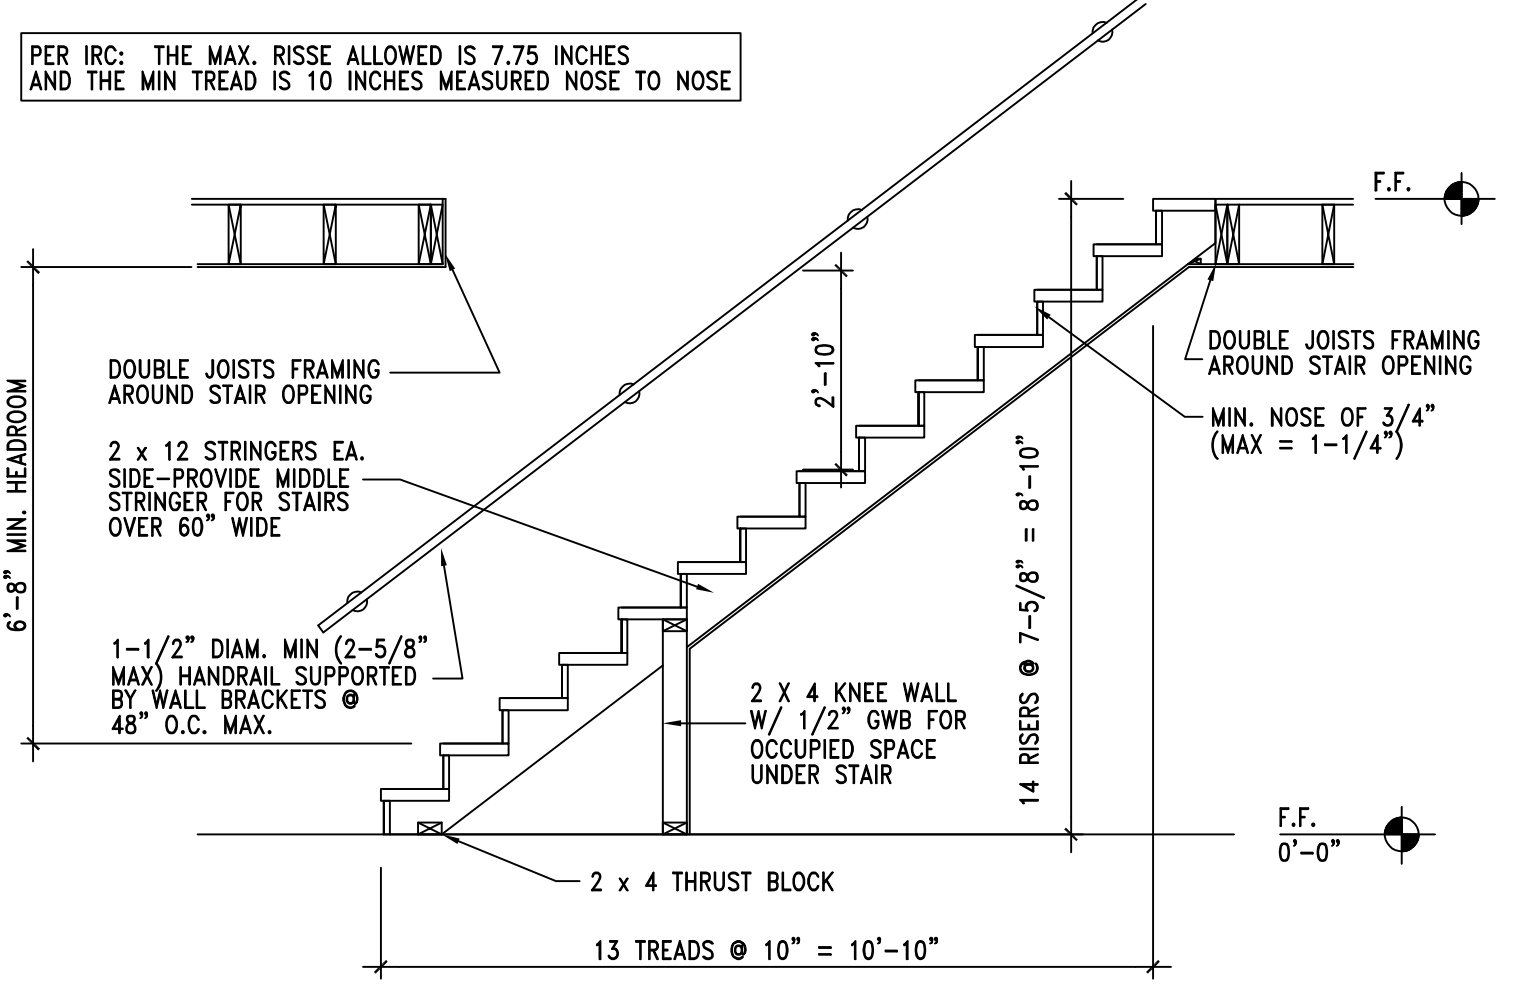 PER IRC: THE MAX. RISSE ALLOWED IS 7.75 INCHES
AND THE MIN TREAD IS 10 INCHES MEASURED NOSE TO NOSE
F.F.
DOUBLE JOISTS FRAMING
AROUND STAIR OPENING
2 x 12 STRINGERS EA.
SIDE-PROVIDE MIDDLE
STRINGER FOR STAIRS
OVER 60" WIDE
6'-8" MIN. HEADROOM
1-1/2" DIAM. MIN (2-5/8"
MAX) HANDRAIL SUPPORTED
BY WALL BRACKETS @
48" O.C. MAX.
2'-10"
DOUBLE JOISTS FRAMING
AROUND STAIR OPENING
MIN. NOSE OF 3/4"
(MAX = 1-1/4")
14 RISERS @ 7-5/8" = 8'-10"
2 X 4 KNEE WALL
W/ 1/2" GWB FOR
OCCUPIED SPACE
UNDER STAIR
F.F.
0'-0"
2 x 4 THRUST BLOCK
13 TREADS @ 10" = 10'-10"